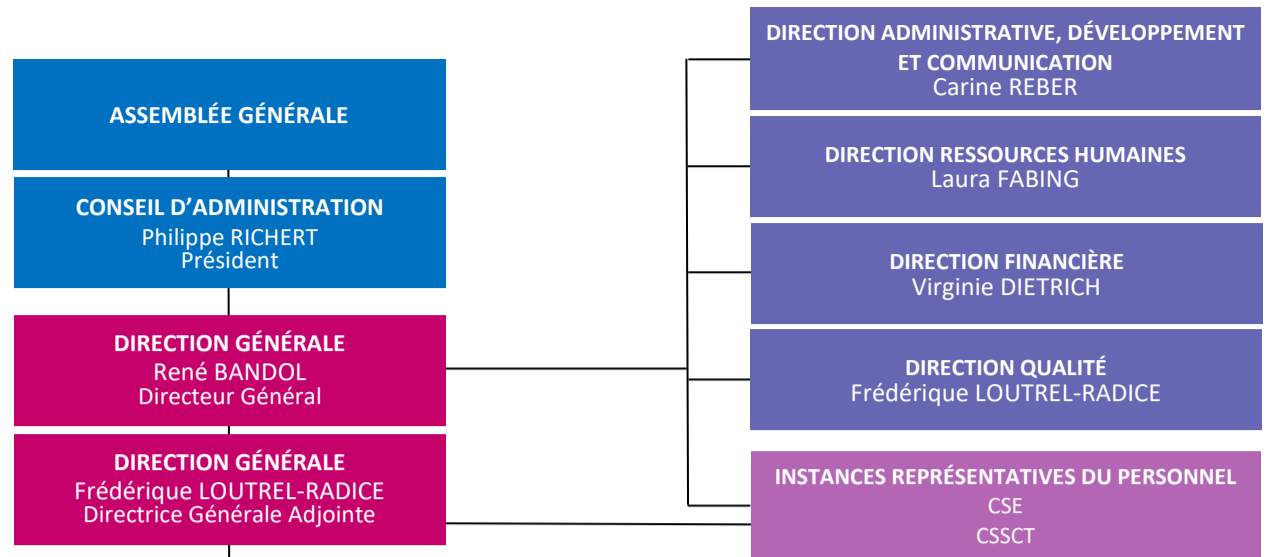 ASSEMBLÉE GÉNÉRALE
CONSEIL D’ADMINISTRATION
Philippe RICHERT
Président
DIRECTION GÉNÉRALE
René BANDOL
Directeur Général
DIRECTION GÉNÉRALE
Frédérique LOUTREL-RADICE
Directrice Générale Adjointe
DIRECTION ADMINISTRATIVE, DÉVELOPPEMENT
ET COMMUNICATION
Carine REBER
DIRECTION RESSOURCES HUMAINES
Laura FABING
DIRECTION FINANCIÈRE
Virginie DIETRICH
DIRECTION QUALITÉ
Frédérique LOUTREL-RADICE
INSTANCES REPRÉSENTATIVES DU PERSONNEL
CSE
CSSCT